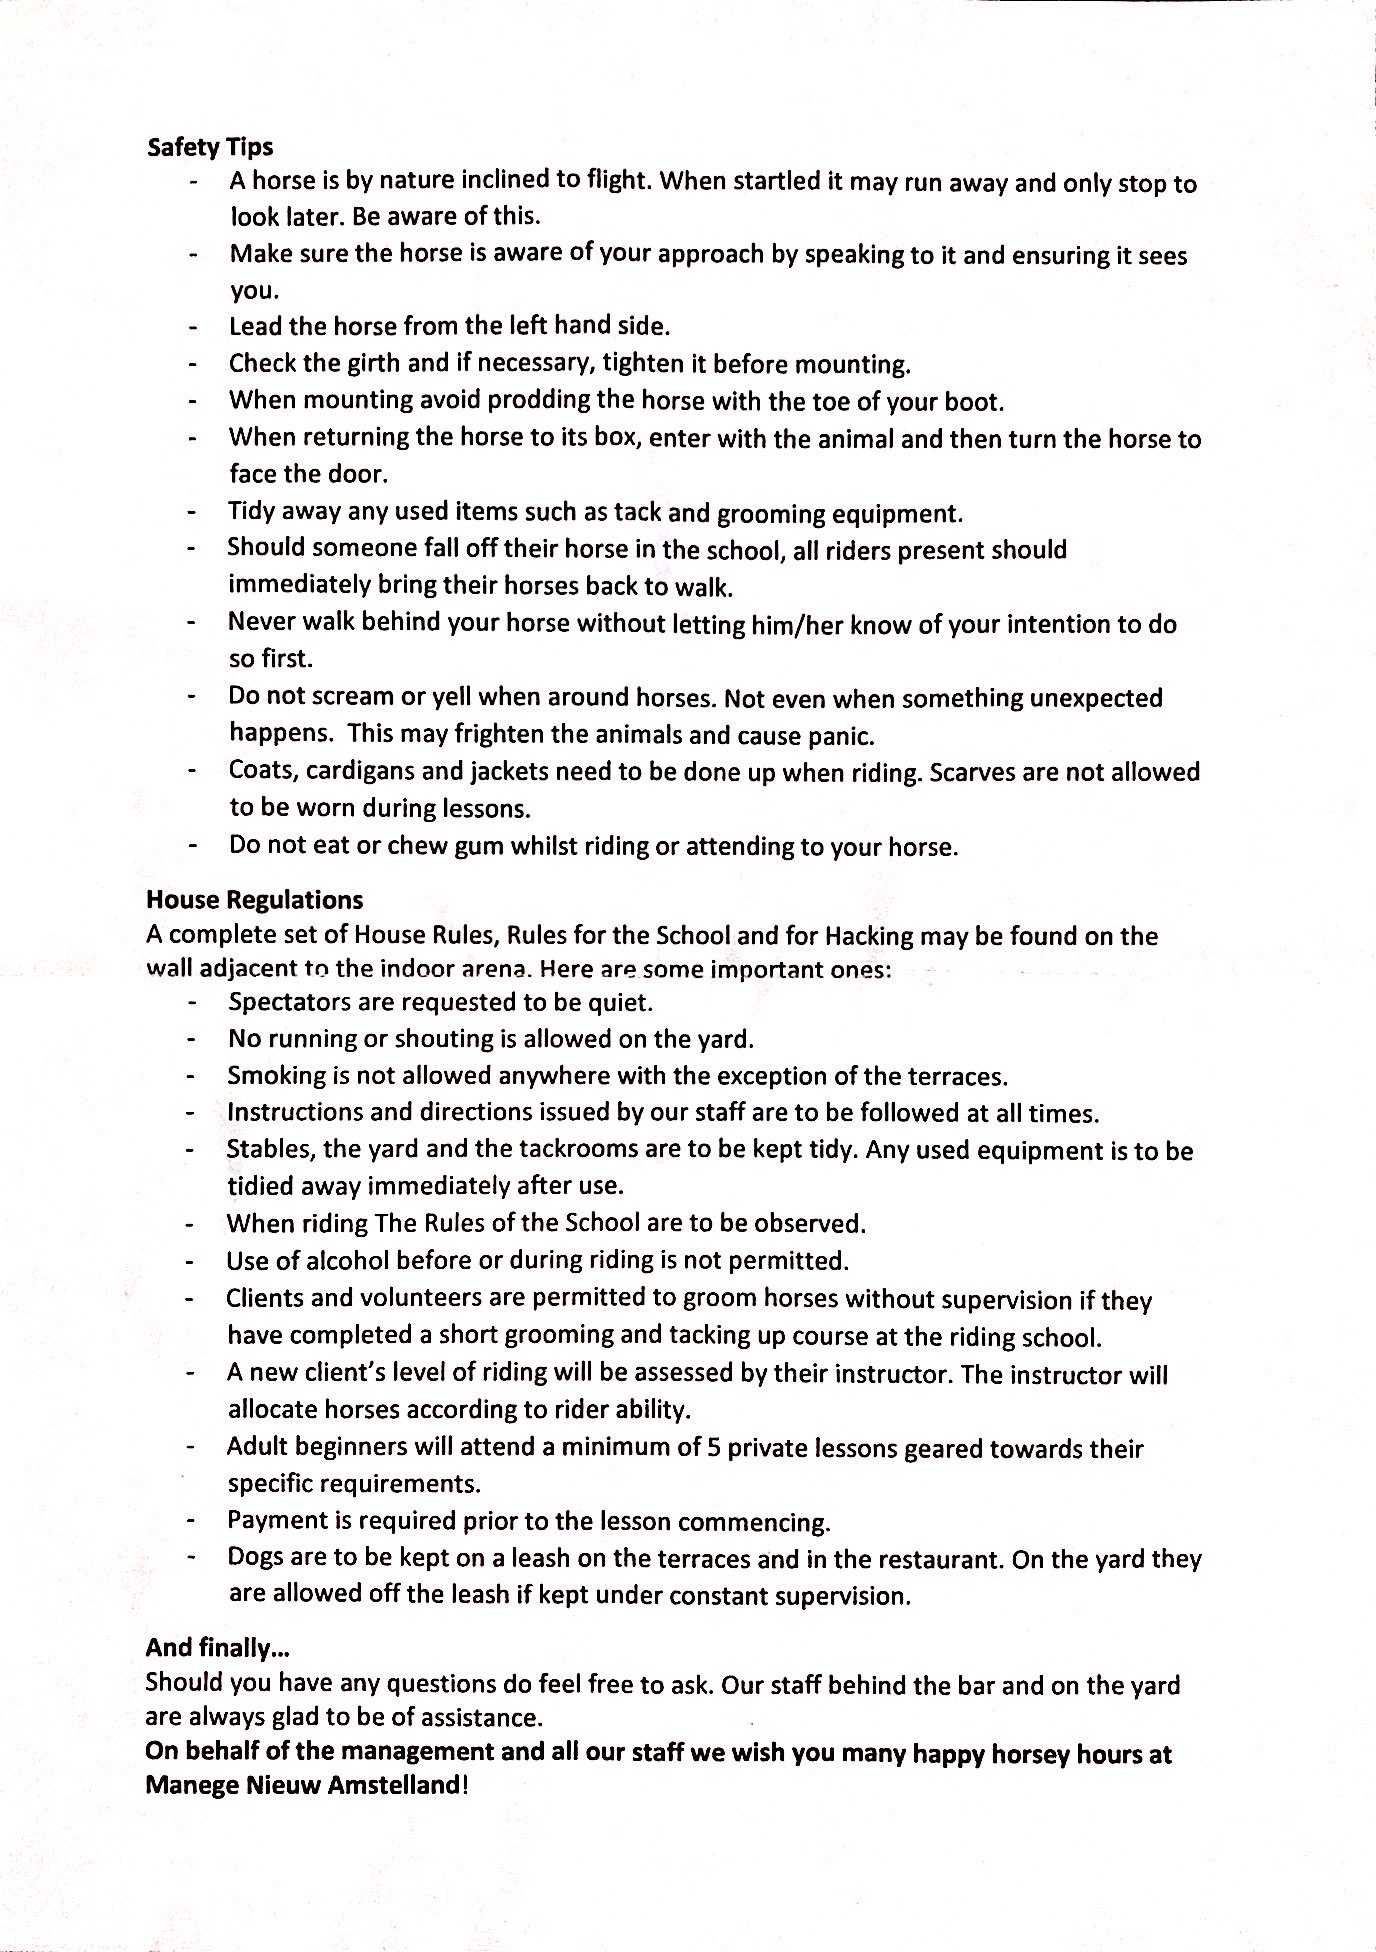 Safety Tips
- A horse is by nature inclined to flight. When startled it may run away and only stop to
look later. Be aware of this.
- Make sure the horse is aware of your approach by speaking to it and ensuring it sees
you.
- Lead the horse from the left hand side.
- Check the girth and if necessary, tighten it before mounting.
- When mounting avoid prodding the horse with the toe of your boot.
- When returning the horse to its box, enter with the animal and then turn the horse to
face the door.
- Tidy away any used items such as tack and grooming equipment.
- Should someone fall off their horse in the school, all riders present should
immediately bring their horses back to walk.
- Never walk behind your horse without letting him/her know of your intention to do
so first.
- Do not scream or yell when around horses. Not even when something unexpected
happens. This may frighten the animals and cause panic.
- Coats, cardigans and jackets need to be done up when riding. Scarves are not allowed
to be worn during lessons.
- Do not eat or chew gum whilst riding or attending to your horse.
House Regulations
A complete set of House Rules, Rules for the School and for Hacking may be found on the
wall adjacent to the indoor arena. Here are some important ones:
- Spectators are requested to be quiet.
- No running or shouting is allowed on the yard.
- Smoking is not allowed anywhere with the exception of the terraces.
- Instructions and directions issued by our staff are to be followed at all times.
- Stables, the yard and the tackrooms are to be kept tidy. Any used equipment is to be
tidied away immediately after use.
- When riding The Rules of the School are to be observed.
- Use of alcohol before or during riding is not permitted.
- Clients and volunteers are permitted to groom horses without supervision if they
have completed a short grooming and tacking up course at the riding school.
- A new client's level of riding will be assessed by their instructor. The instructor will
allocate horses according to rider ability.
- Adult beginners will attend a minimum of 5 private lessons geared towards their
specific requirements.
- Payment is required prior to the lesson commencing.
- Dogs are to be kept on a leash on the terraces and in the restaurant. On the yard they
are allowed off the leash if kept under constant supervision.
And finally...
Should you have any questions do feel free to ask. Our staff behind the bar and on the yard
are always glad to be of assistance.
On behalf of the management and all our staff we wish you many happy horsey hours at
Manege Nieuw Amstelland!